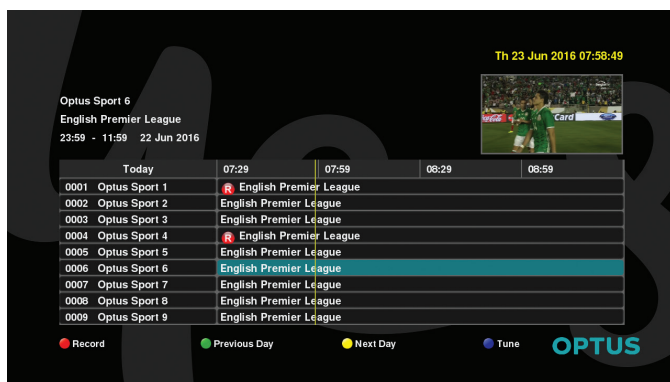 Th 23 Jun 2016 07:58:49
Optus Sport 6
English Premier League
23:59 - 11:59 22 Jun 2016
Card
Today 07:29 07:59 08:29 08:59
0001 Optus Sport 1 R English Premier League
0002 Optus Sport 2 English Premier League
0003 Optus Sport 3 English Premier League
0004 Optus Sport 4 R English Premier League
0005 Optus Sport 5 English Premier League
0006 Optus Sport 6 English Premier League
0007 Optus Sport 7 English Premier League
0008 Optus Sport 8 English Premier League
0009 Optus Sport 9 English Premier League
Record Previous Day Next Day Tune OPTUS